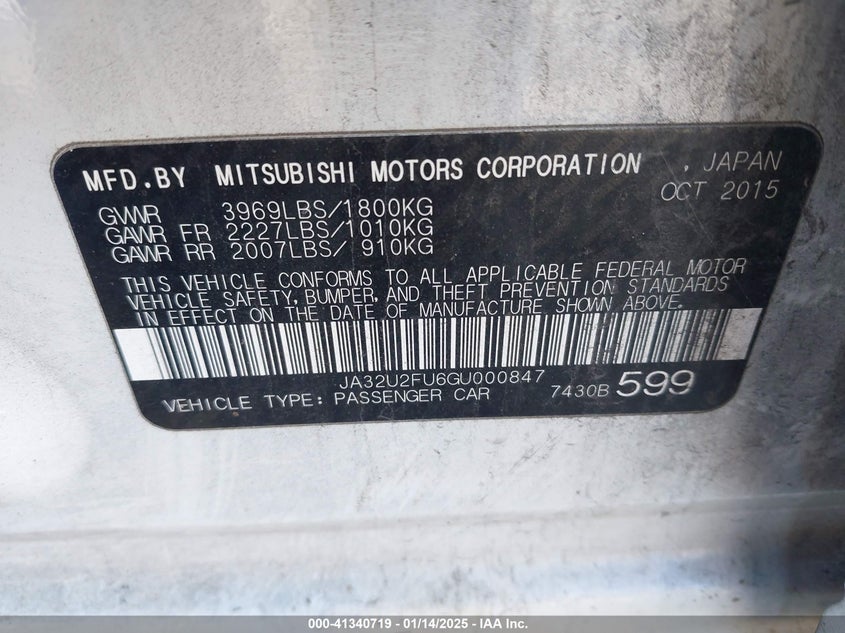 MFD.BY MITSUBISHI MOTORS CORPORATION , JAPAN
OCT 2015
GVWR 3969LBS/1800KG
GAWR FR 2227LBS/1010KG
GAWR RR 2007LBS/ 910KG
THIS VEHICLE CONFORMS TO ALL APPLICABLE FEDERAL MOTOR
VEHICLE SAFETY, BUMPER, AND THEFT PREVENTION STANDARDS
IN EFFECT ON THE DATE OF MANUFACTURE SHOWN ABOVE.
JA32U2FU6GU000847
VEHICLE TYPE: PASSENGER CAR 7430B 599
000-41340719 - 01/14/2025 - IAA Inc.